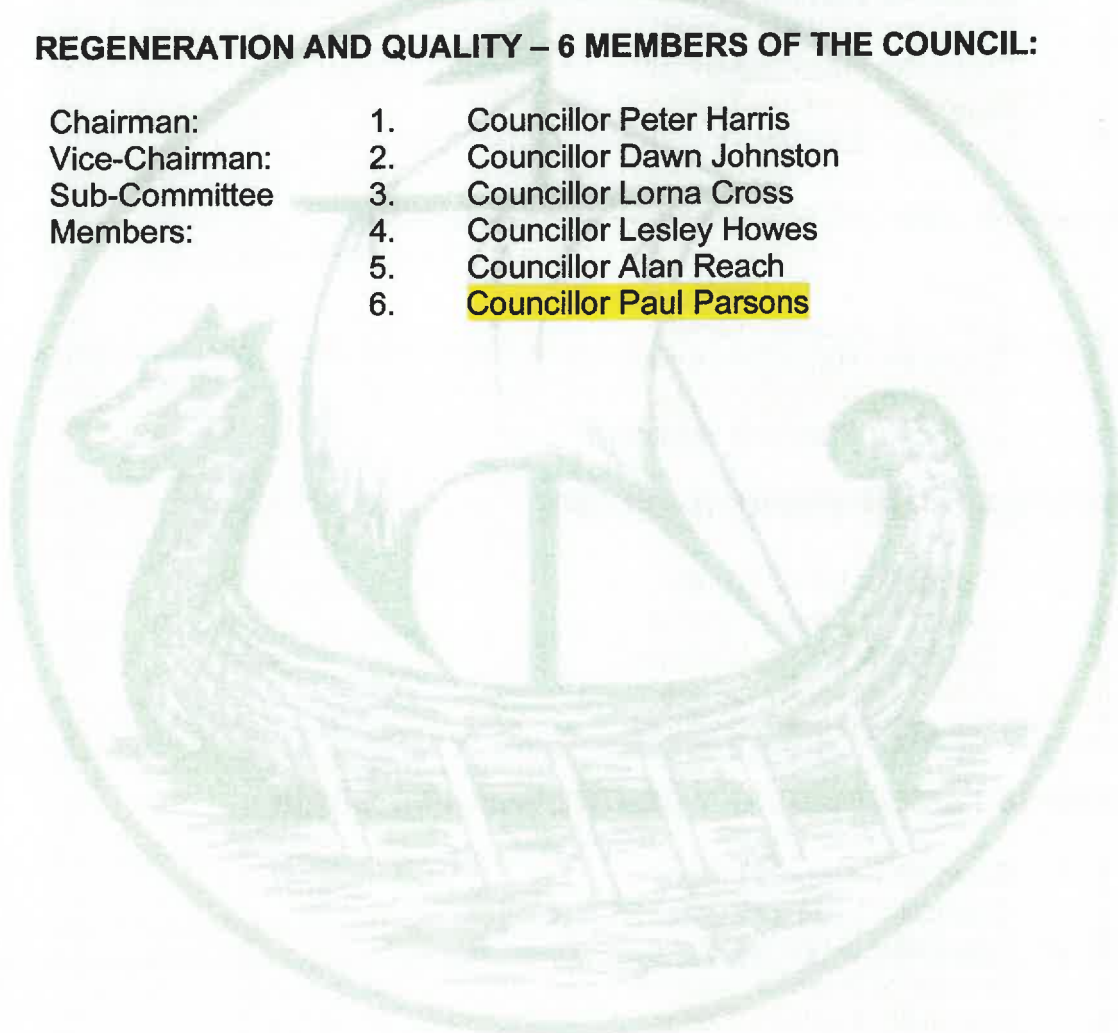 REGENERATION AND QUALITY – 6 MEMBERS OF THE COUNCIL:
Chairman: 1. Councillor Peter Harris
Vice-Chairman: 2. Councillor Dawn Johnston
Sub-Committee 3. Councillor Lorna Cross
Members: 4. Councillor Lesley Howes
5. Councillor Alan Reach
6. Councillor Paul Parsons